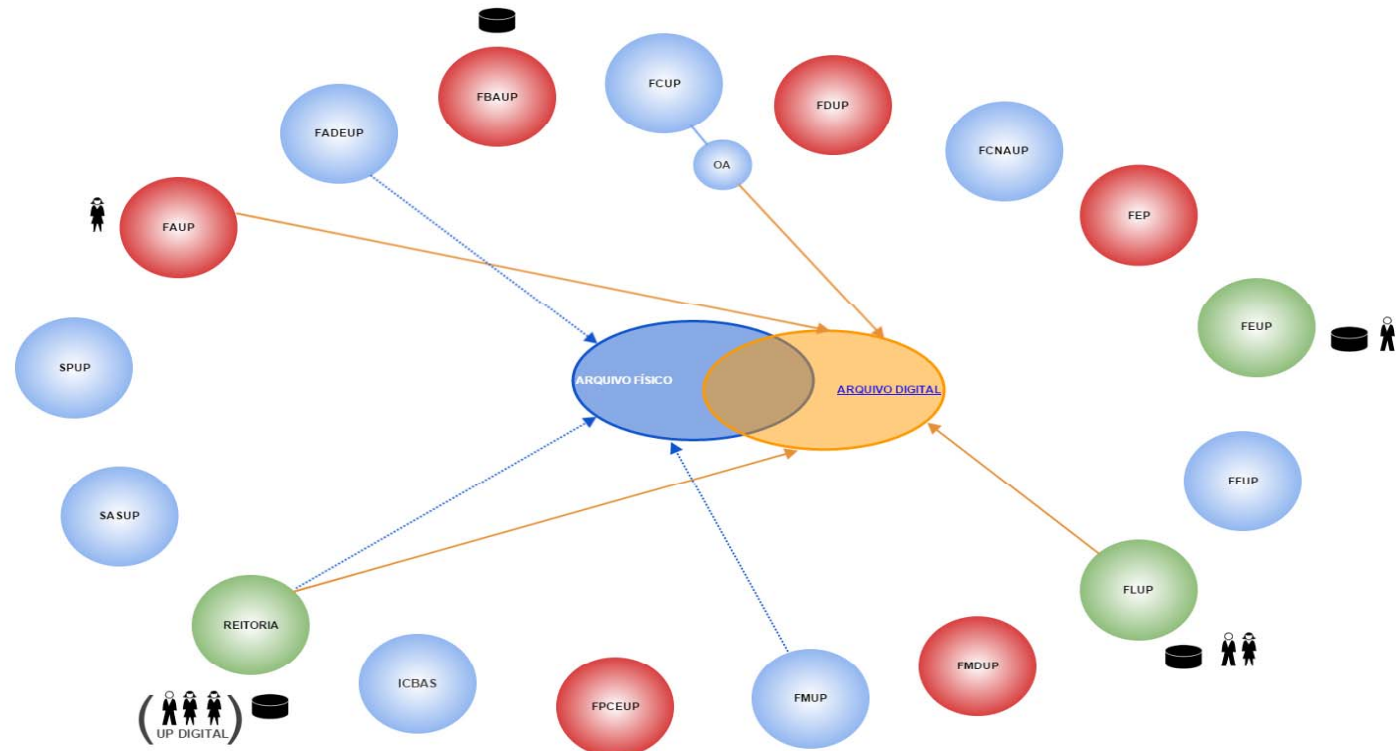 FBAUP
FCUP
FDUP
FADEUP
FCNAUP
OA
FAUP
FEP
FEUP
SPUP
ARQUIVO FÍSICO
ARQUIVO DIGITAL
FFUP
SASUP
FLUP
REITORIA
FMDUP
ICBAS
FMUP
FPCEUP
(
)
UP DIGITAL